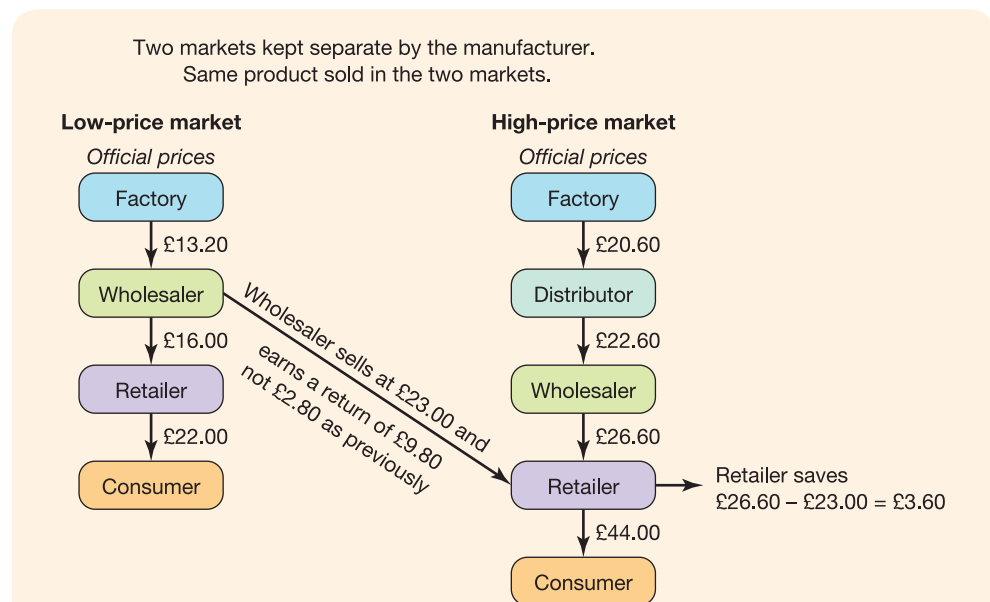 Two markets kept separate by the manufacturer.
Same product sold in the two markets.
Low-price market
Official prices
Factory
£13.20
Wholesaler
£16.00
Retailer
£22.00
Consumer
Wholesaler sells at £23.00 and
earns a return of £9.80
not £2.80 as previously
High-price market
Official prices
Factory
£20.60
Distributor
£22.60
Wholesaler
£26.60
Retailer
£44.00
Consumer
Retailer saves
£26.60 – £23.00 = £3.60